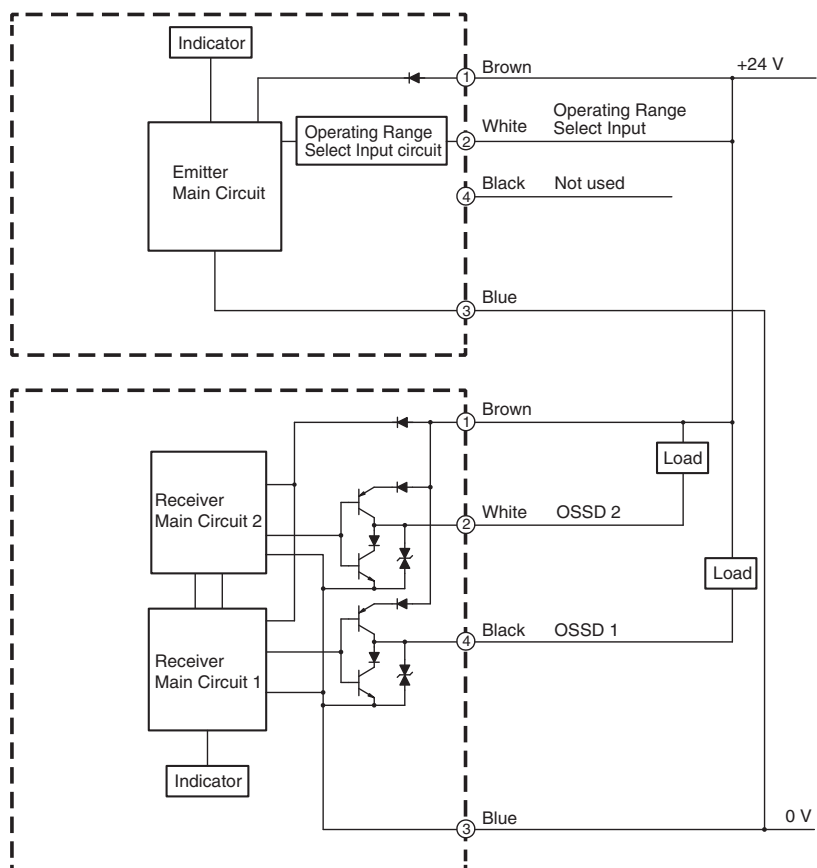 Indicator
+24 V
① Brown
Operating Range
Select Input circuit
② White
Operating Range
Select Input
Emitter
Main Circuit
④ Black Not used
③ Blue
① Brown
Load
Receiver
Main Circuit 2
② White OSSD 2
Load
④ Black OSSD 1
Receiver
Main Circuit 1
Indicator
③ Blue
0 V